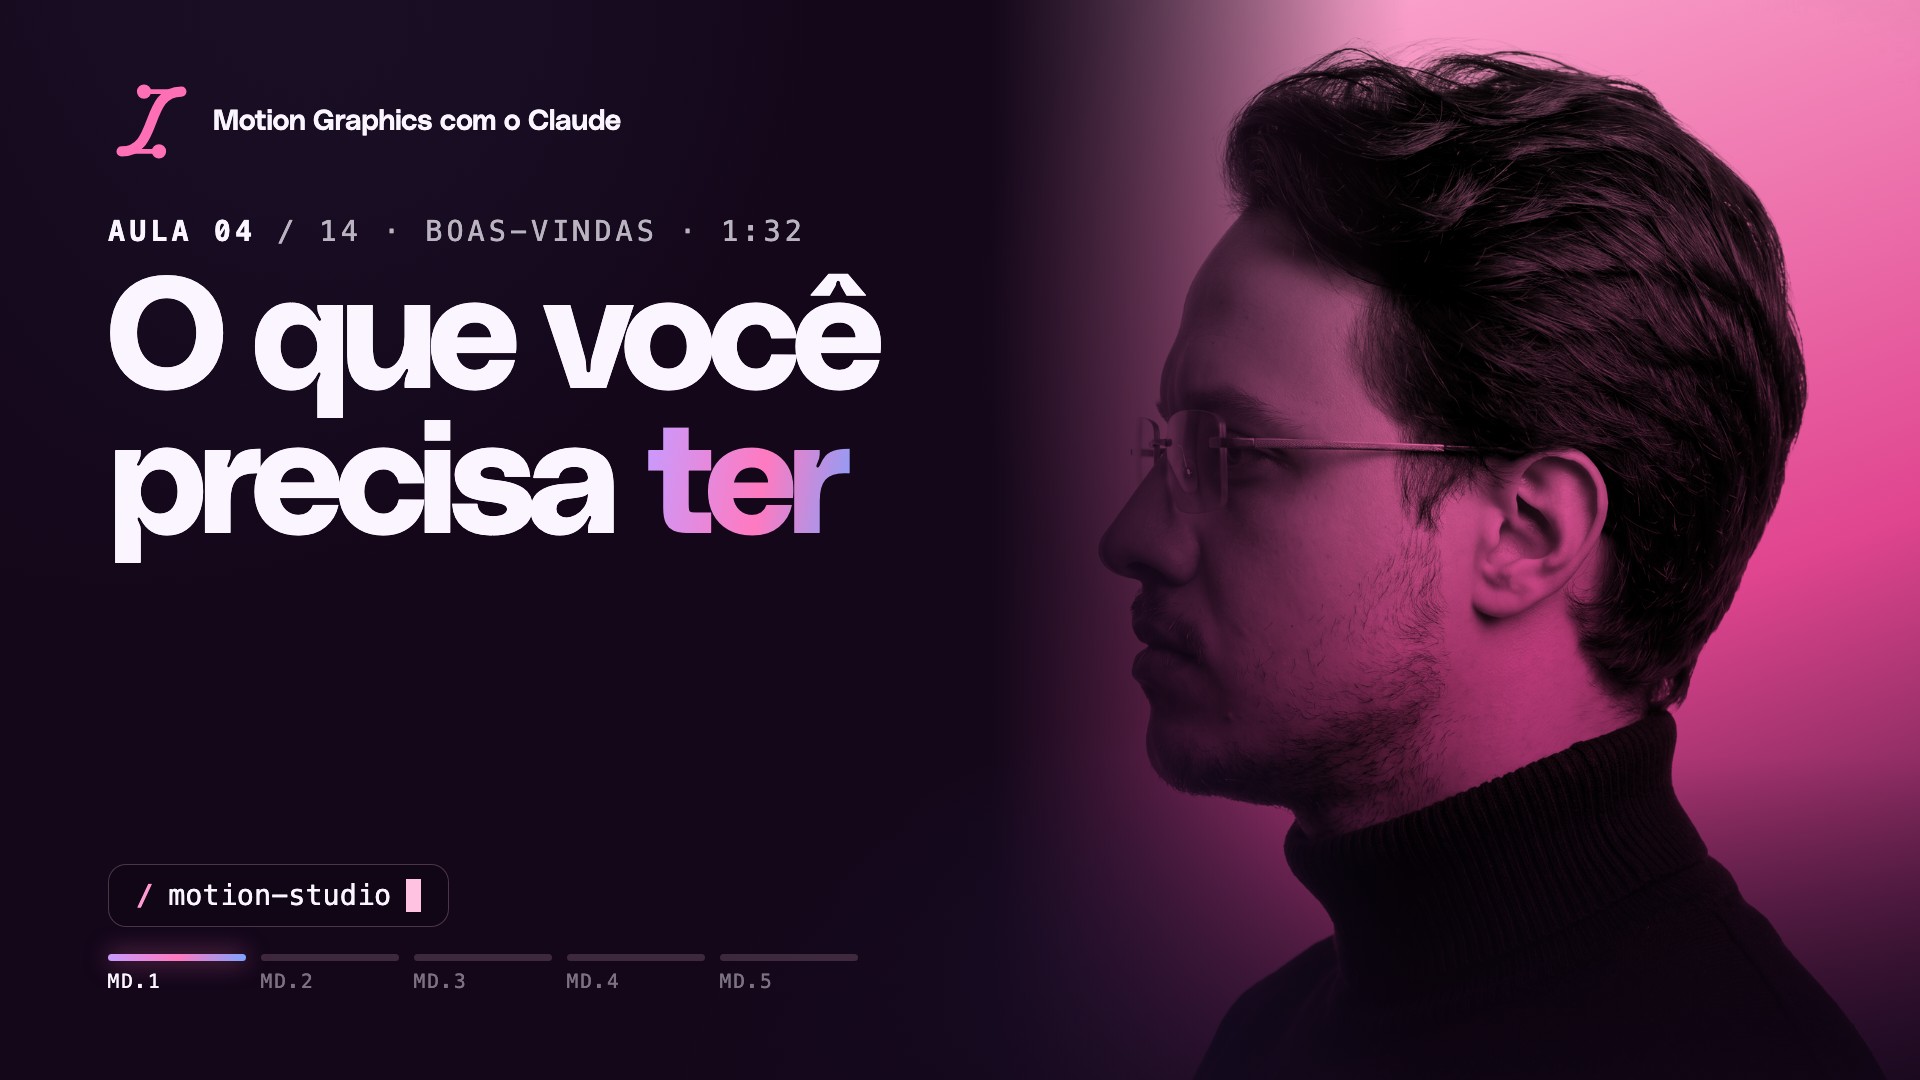 Motion Graphics com o Claude
AULA 04 / 14 · BOAS-VINDAS · 1:32
O que você
precisa ter
/ motion-studio
MD.1 MD.2 MD.3 MD.4 MD.5